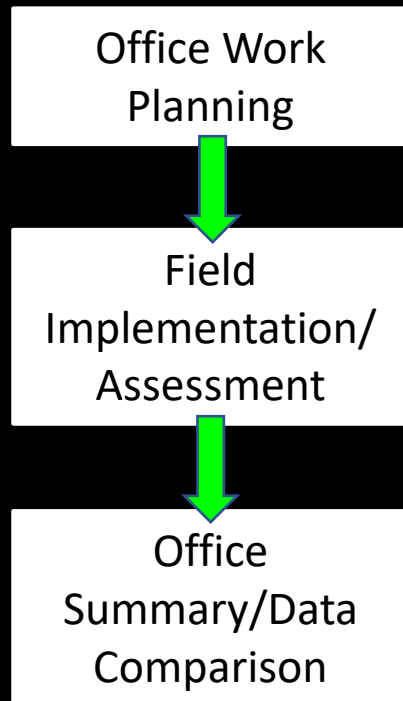 Office Work
Planning
Field
Implementation/
Assessment
Office
Summary/Data
Comparison